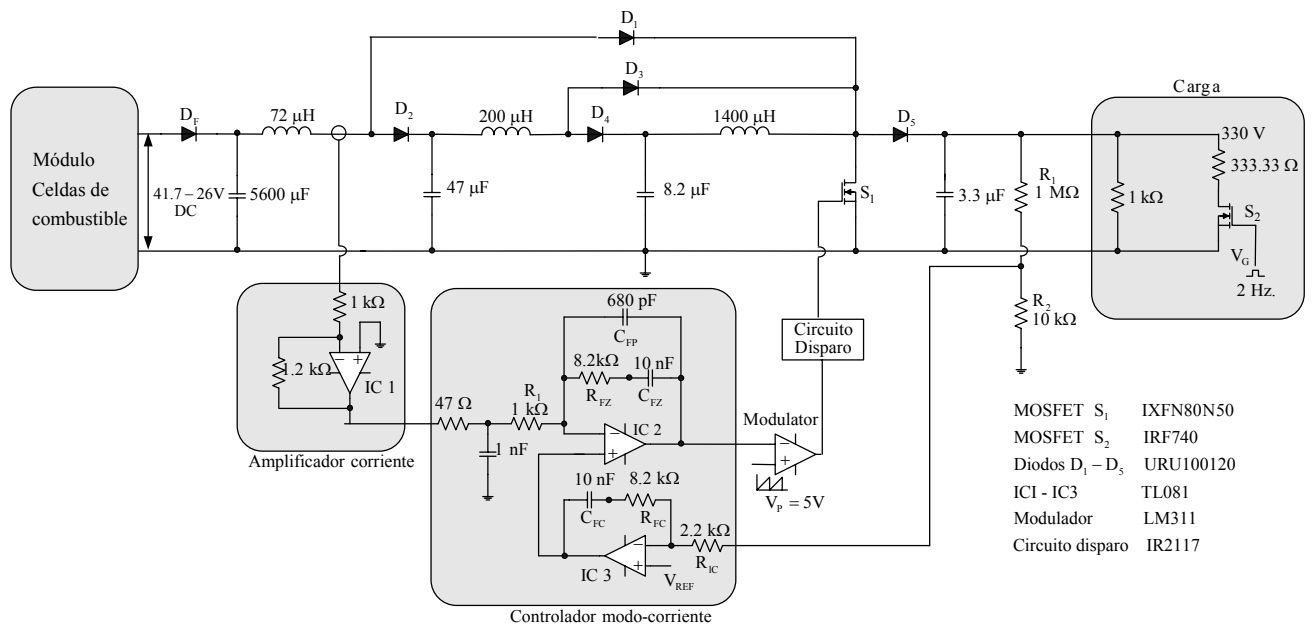 D1
D3
Carga
DF
72 μH
D2
200 μH
D4
1400 μH
D5
330 V
333.33 Ω
Módulo
Celdas de
combustible
41.7 – 26V
DC
5600 μF
47 μF
8.2 μF
S1
3.3 μF
R1
1 MΩ
1 kΩ
S2
VG
2 Hz.
1 kΩ
1.2 kΩ
IC 1
Amplificador corriente
680 pF
CFP
8.2kΩ
10 nF
RFZ
CFZ
47 Ω
R1
1 kΩ
1 nF
IC 2
10 nF
8.2 kΩ
CFC
RFC
2.2 kΩ
RIC
IC 3
VREF
Controlador modo-corriente
Circuito
Disparo
Modulator
VP = 5V
R2
10 kΩ
MOSFET S1 IXFN80N50
MOSFET S2 IRF740
Diodos D1 – D5 URU100120
ICI - IC3 TL081
Modulador LM311
Circuito disparo IR2117